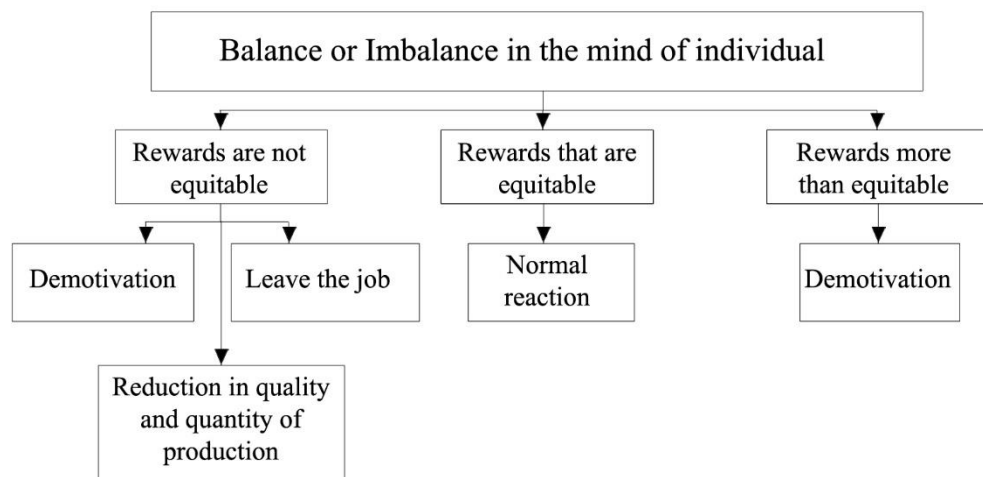 Balance or Imbalance in the mind of individual
Rewards are not
equitable
Rewards that are
equitable
Rewards more
than equitable
Demotivation
Leave the job
Normal
reaction
Demotivation
Reduction in quality
and quantity of
production